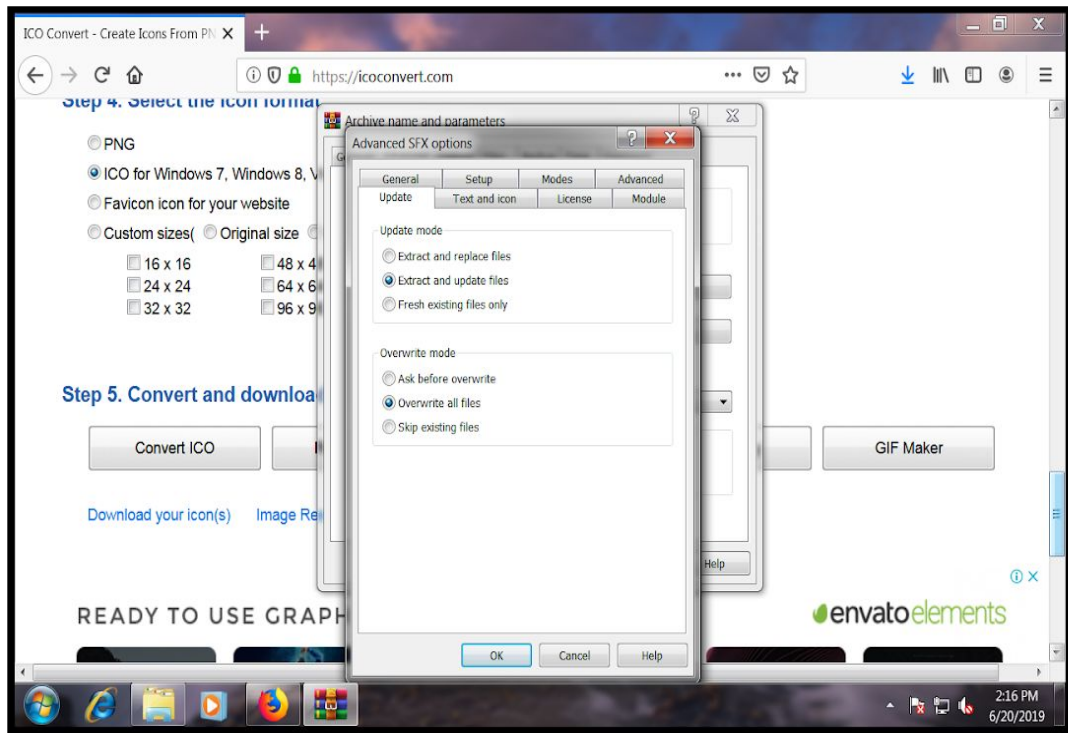 ICO Convert - Create Icons From PN
https://icoconvert.com
Step 4. Select the icon format
PNG
ICO for Windows 7, Windows 8, V
Favicon icon for your website
Custom sizes( Original size
16 x 16 48 x 4
24 x 24 64 x 6
32 x 32 96 x 9
Step 5. Convert and downloa
Convert ICO
GIF Maker
Download your icon(s) Image Re
READY TO USE GRAPH
envatoelements
Archive name and parameters
Help
Advanced SFX options
General Setup Modes Advanced
Update Text and icon License Module
Update mode
Extract and replace files
Extract and update files
Fresh existing files only
Overwrite mode
Ask before overwrite
Overwrite all files
Skip existing files
OK Cancel Help
2:16 PM
6/20/2019